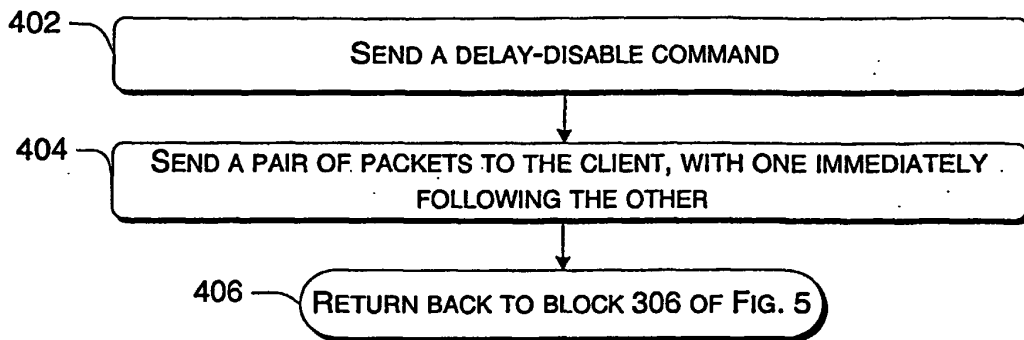 402
SEND A DELAY-DISABLE COMMAND
404
SEND A PAIR OF PACKETS TO THE CLIENT, WITH ONE IMMEDIATELY
FOLLOWING THE OTHER
406
RETURN BACK TO BLOCK 306 OF FIG. 5